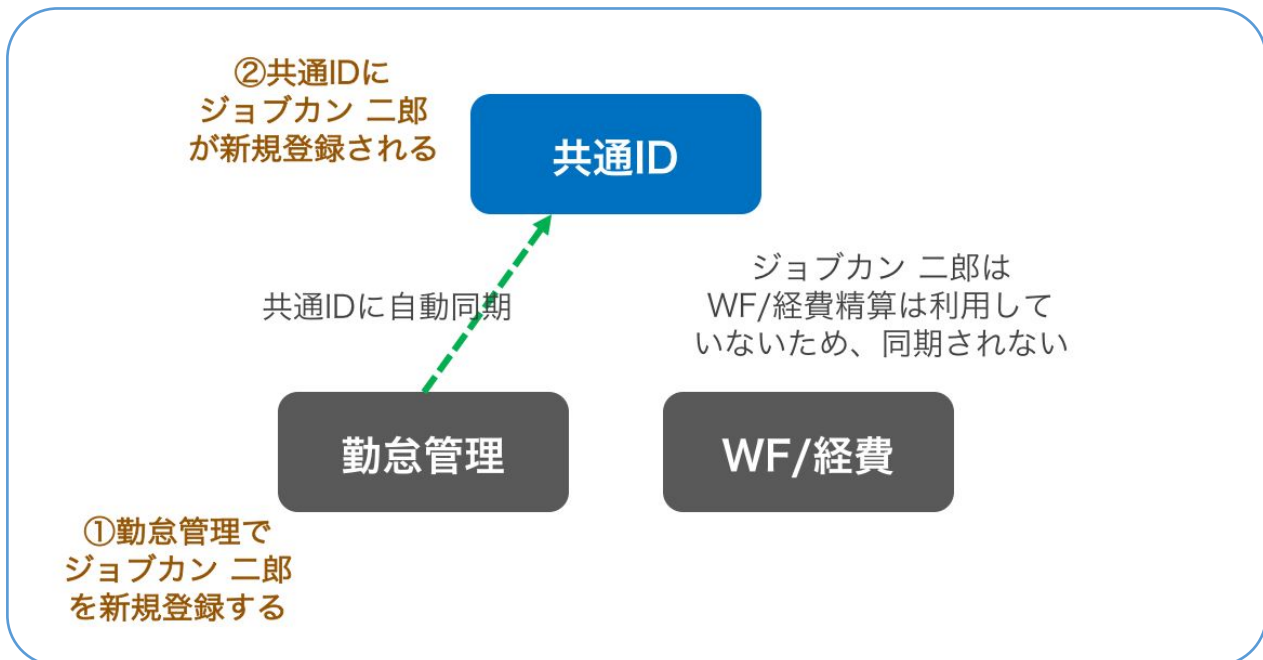 ②共通IDに
ジョブカン 二郎
が新規登録される
共通ID
ジョブカン 二郎は
WF/経費精算は利用して
いないため、同期されない
共通IDに自動同期
勤怠管理
WF/経費
①勤怠管理で
ジョブカン 二郎
を新規登録する